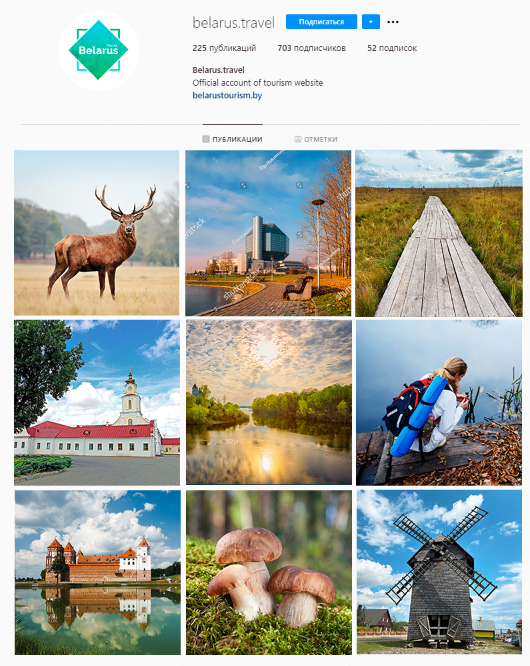 belarus.travel
Подписаться
Belarus
225 публикаций 703 подписчиков 52 подписок
Belarus.travel
Official account of tourism website
belarustourism.by
ПУБЛИКАЦИИ ОТМЕТКИ
shutterstock